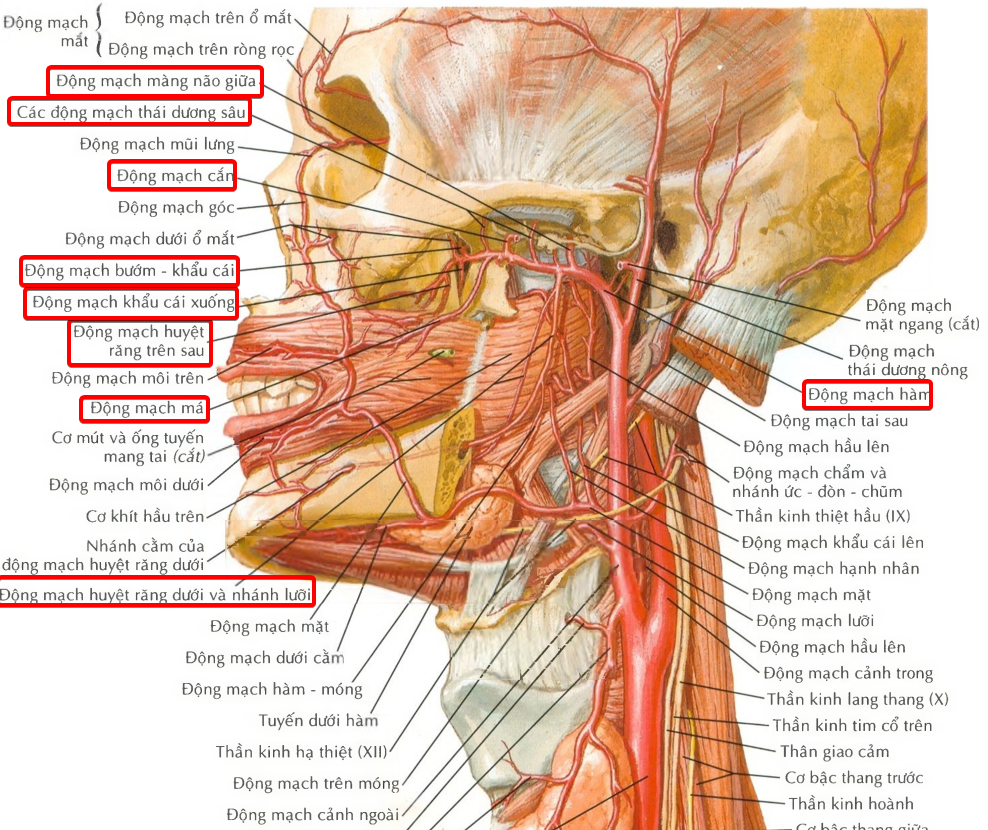 Động mạch
mắt
Động mạch trên ổ mắt
Động mạch trên ròng rọc
Động mạch màng não giữa
Các động mạch thái dương sâu
Động mạch mũi lưng
Động mạch cắn
Động mạch góc
Động mạch dưới ổ mắt
Động mạch bướm - khẩu cái
Động mạch khẩu cái xuống
Động mạch huyệt
răng trên sau
Động mạch môi trên
Động mạch má
Cơ mút và ống tuyến
mang tai (cắt)
Động mạch môi dưới
Cơ khít hầu trên
Nhánh cằm của
động mạch huyệt răng dưới
Động mạch huyệt răng dưới và nhánh lưỡi
Động mạch mặt
Động mạch dưới cằm
Động mạch hàm - móng
Tuyến dưới hàm
Thần kinh hạ thiệt (XII)
Động mạch trên móng
Động mạch cảnh ngoài
Động mạch
mặt ngang (cắt)
Động mạch
thái dương nông
Động mạch hàm
Động mạch tai sau
Động mạch hầu lên
Động mạch chẩm và
nhánh ức - đòn - chũm
Thần kinh thiệt hầu (IX)
Động mạch khẩu cái lên
Động mạch hạnh nhân
Động mạch mặt
Động mạch lưỡi
Động mạch hầu lên
Động mạch cảnh trong
Thần kinh lang thang (X)
Thần kinh tim cổ trên
Thân giao cảm
Cơ bậc thang trước
Thần kinh hoành
Cơ bậc thang giữa